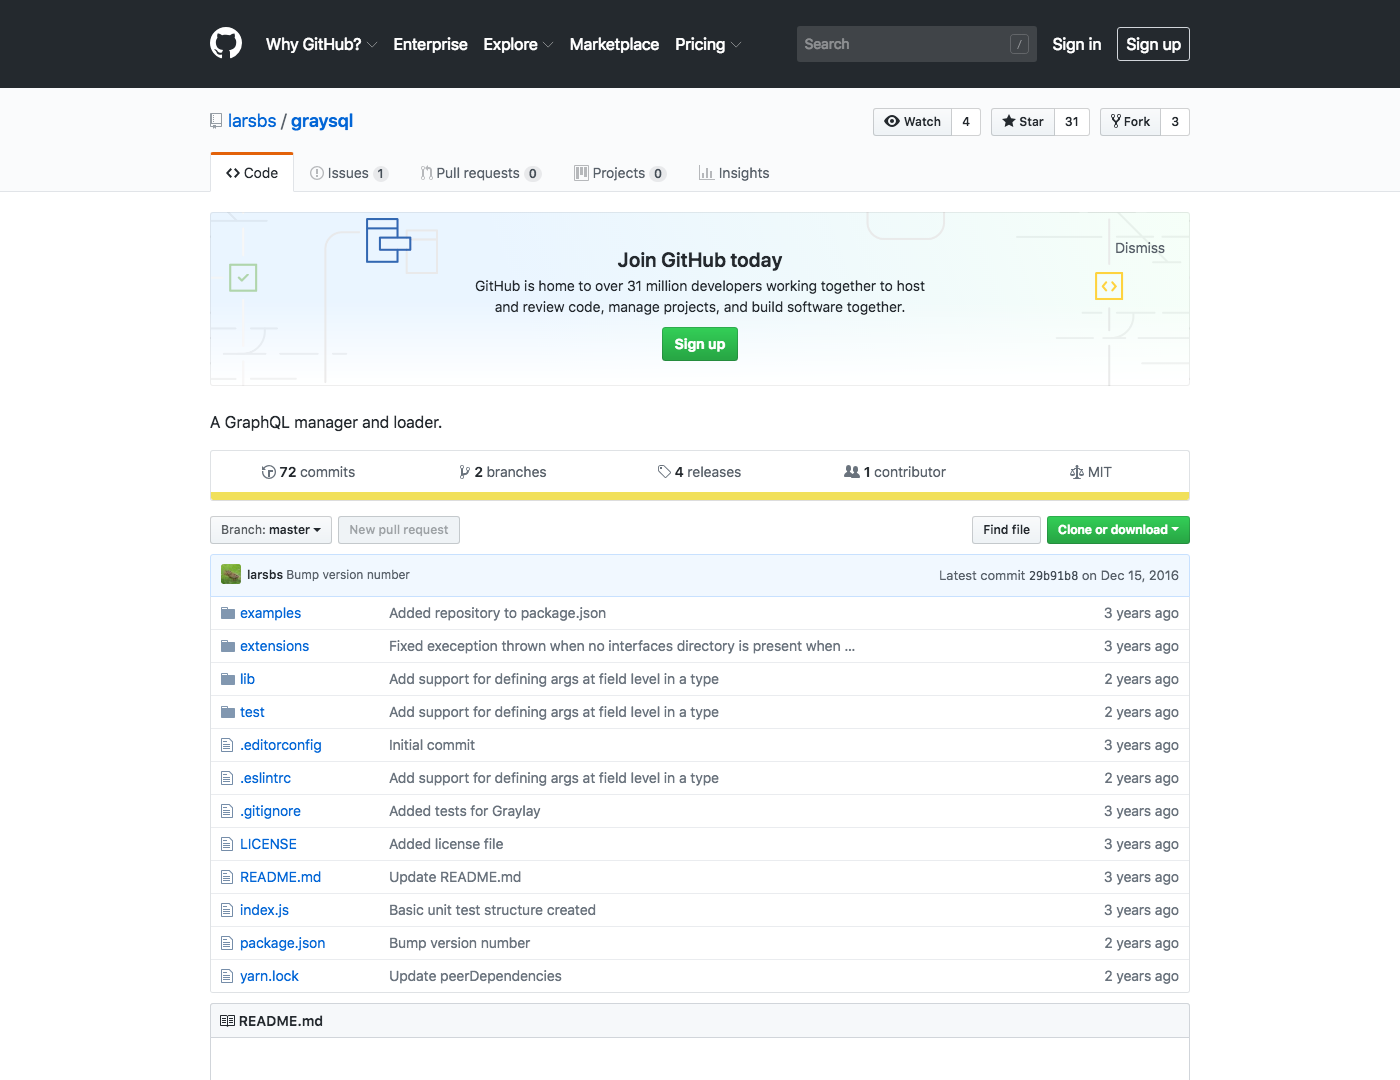 Why GitHub? Enterprise Explore Marketplace Pricing Search / Sign in Sign up
larsbs / graysql Watch 4 Star 31 Fork 3
Code Issues 1 Pull requests 0 Projects 0 Insights
Dismiss
Join GitHub today
GitHub is home to over 31 million developers working together to host
and review code, manage projects, and build software together.
Sign up
A GraphQL manager and loader.
72 commits 2 branches 4 releases 1 contributor MIT
Branch: master New pull request Find file Clone or download
larsbs Bump version number Latest commit 29b91b8 on Dec 15, 2016
examples Added repository to package.json 3 years ago
extensions Fixed exeception thrown when no interfaces directory is present when … 3 years ago
lib Add support for defining args at field level in a type 2 years ago
test Add support for defining args at field level in a type 2 years ago
.editorconfig Initial commit 3 years ago
.eslintrc Add support for defining args at field level in a type 2 years ago
.gitignore Added tests for Graylay 3 years ago
LICENSE Added license file 3 years ago
README.md Update README.md 3 years ago
index.js Basic unit test structure created 3 years ago
package.json Bump version number 2 years ago
yarn.lock Update peerDependencies 2 years ago
README.md